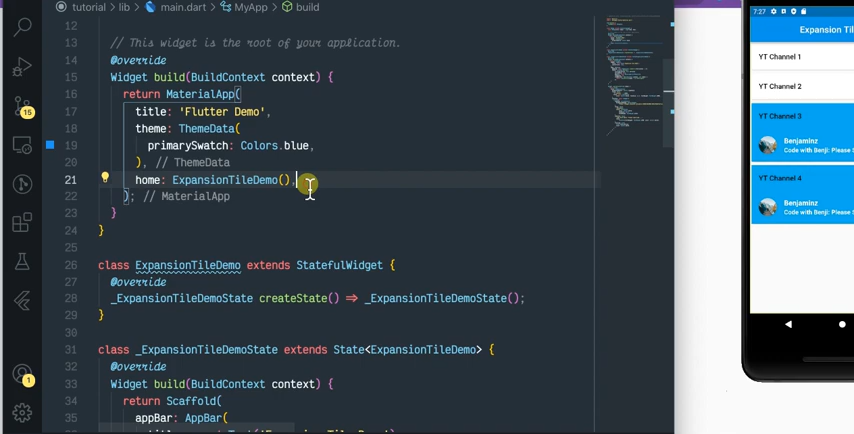 tutorial > lib > main.dart > MyApp > build
12
13 // This widget is the root of your application.
14 @override
15 Widget build(BuildContext context) {
16 return MaterialApp(
17 title: 'Flutter Demo',
18 theme: ThemeData(
19 primarySwatch: Colors.blue,
20 ), // ThemeData
21 home: ExpansionTileDemo(),
22 ); // MaterialApp
23 }
24 }
25
26 class ExpansionTileDemo extends StatefulWidget {
27 @override
28 _ExpansionTileDemoState createState() => _ExpansionTileDemoState();
29 }
30
31 class _ExpansionTileDemoState extends State<ExpansionTileDemo> {
32 @override
33 Widget build(BuildContext context) {
34 return Scaffold(
35 appBar: AppBar(
15
1
7:27
Expansion Til
YT Channel 1
YT Channel 2
YT Channel 3
Benjaminz
Code with Benji: Please S
YT Channel 4
Benjaminz
Code with Benji: Please S